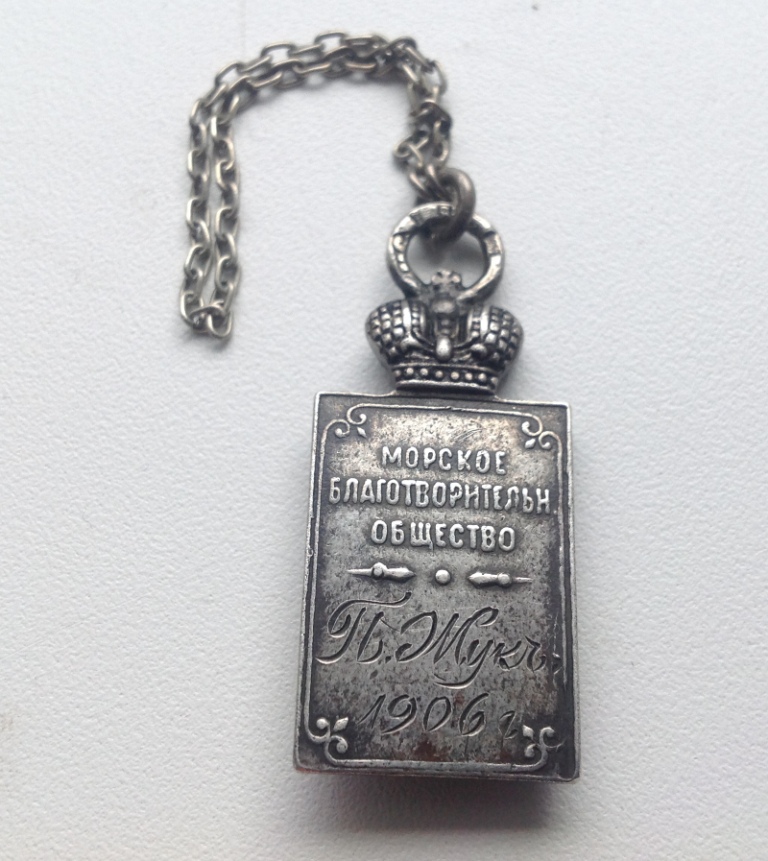 МОРСКОЕ
БЛАГОТВОРИТЕЛЬН.
ОБЩЕСТВО
П. Жукъ
1906 г.